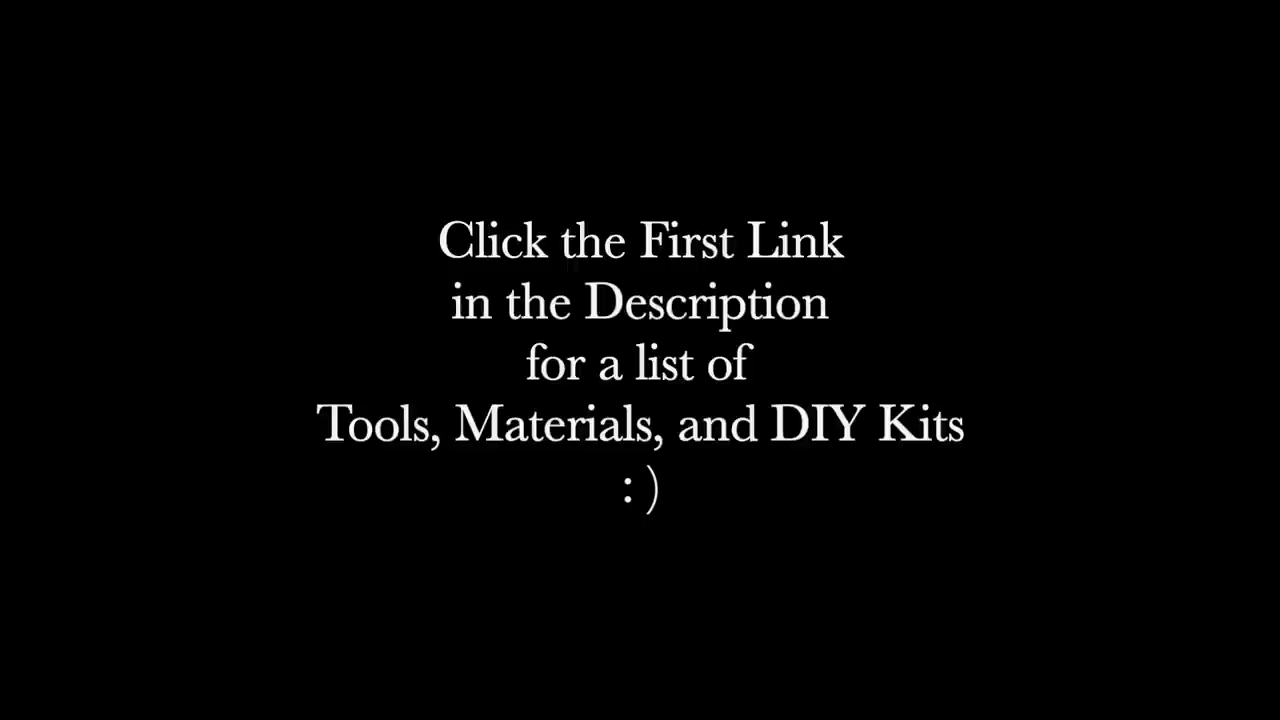 Click the First Link
in the Description
for a list of
Tools, Materials, and DIY Kits
: )